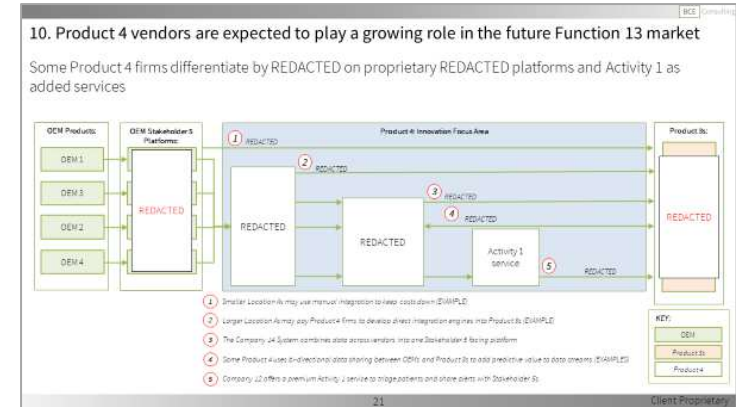 BCE Consulting
10. Product 4 vendors are expected to play a growing role in the future Function 13 market
Some Product 4 firms differentiate by REDACTED on proprietary REDACTED platforms and Activity 1 as
added services
OEM Products:
OEM Stakeholder 5
Platforms:
Product 4: Innovation Focus Area
Product 8s:
1 REDACTED
OEM 1
2 REDACTED
OEM 3
3 REDACTED
REDACTED
4 REDACTED
REDACTED
OEM 2
REDACTED
REDACTED
Activity 1
service
OEM 4
5 REDACTED
1 Smaller Location As may use manual integration to keep costs down (EXAMPLE)
2 Larger Location As may pay Product 4 firms to develop direct integration engines into Product 8s (EXAMPLE)
3 The Company 14 System combines data across vendors into one Stakeholder 5 facing platform
4 Some Product 4 uses bi-directional data sharing between OEMs and Product 8s to add predictive value to data streams (EXAMPLES)
5 Company 12 offers a premium Activity 1 service to triage patients and share alerts with Stakeholder 5s
KEY:
OEM
Product 8s
Product 4
21
Client Proprietary